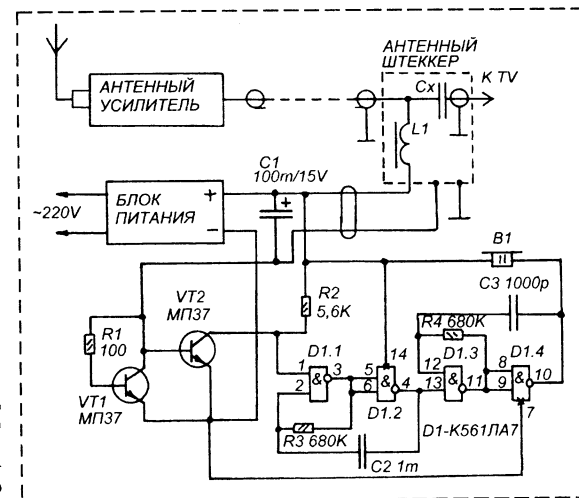 АНТЕННЫЙ
ШТЕККЕР
Cx
К TV
АНТЕННЫЙ
УСИЛИТЕЛЬ
L1
C1
100m/15V
+
БЛОК
ПИТАНИЯ
+
-
~220V
B1
C3 1000p
VT2
МП37
R2
5,6K
R4 680K
R1
100
D1.1
14
D1.3
D1.4
1
&
3
5
&
12
&
8
&
2
6
4
13
11
9
10
VT1
МП37
D1.2
7
R3 680K
D1-К561ЛА7
C2 1m